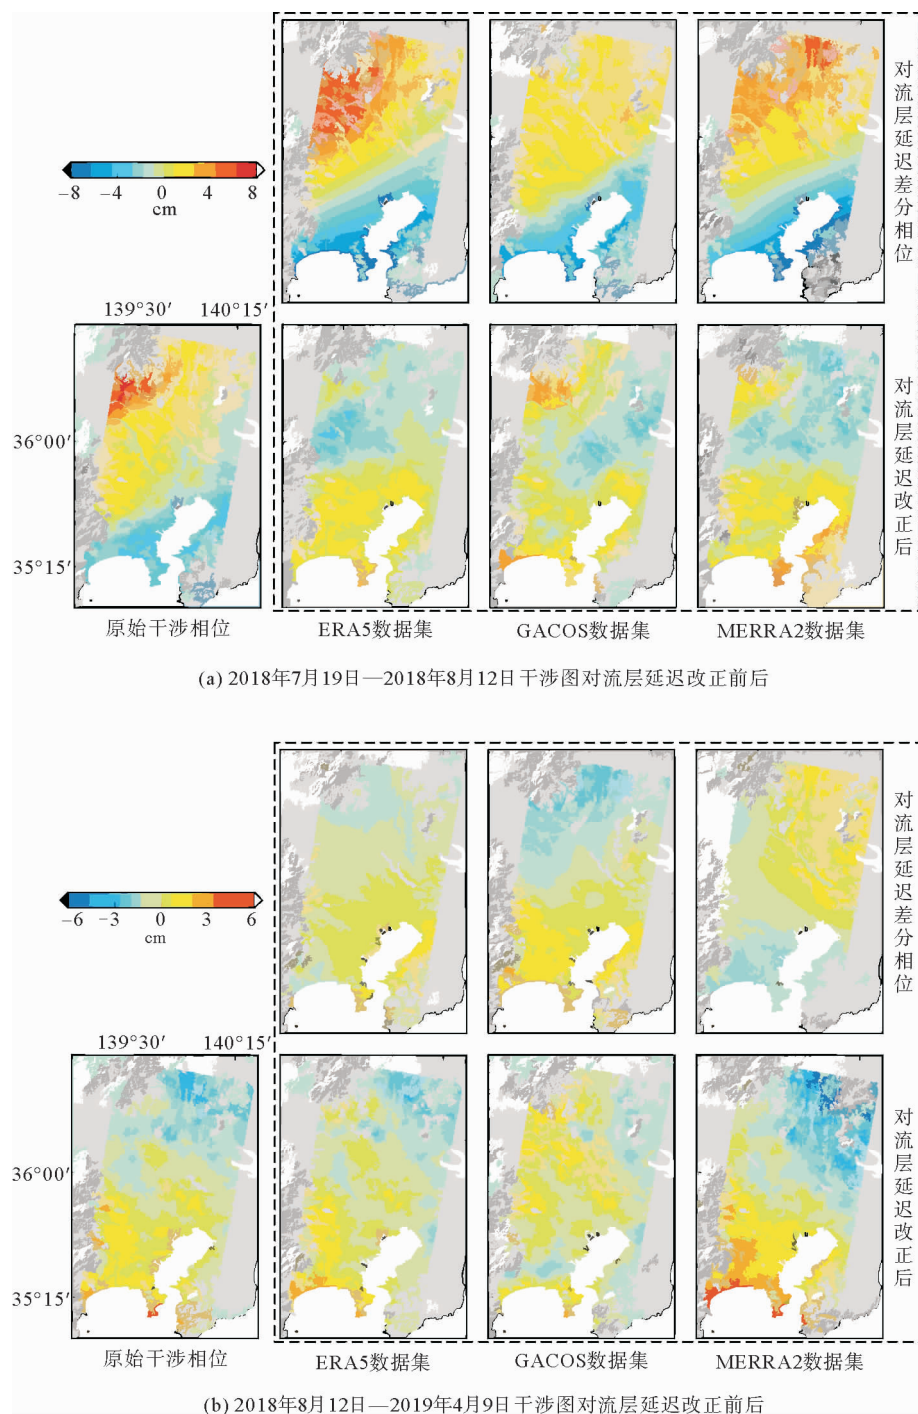 对流层延迟差分相位
−8 −4 0 4 8
cm
139°30′ 140°15′
对流层延迟改正后
36°00′
35°15′
原始干涉相位 ERA5数据集 GACOS数据集 MERRA2数据集
(a) 2018年7月19日—2018年8月12日干涉图对流层延迟改正前后
对流层延迟差分相位
−6 −3 0 3 6
cm
139°30′ 140°15′
对流层延迟改正后
36°00′
35°15′
原始干涉相位 ERA5数据集 GACOS数据集 MERRA2数据集
(b) 2018年8月12日—2019年4月9日干涉图对流层延迟改正前后